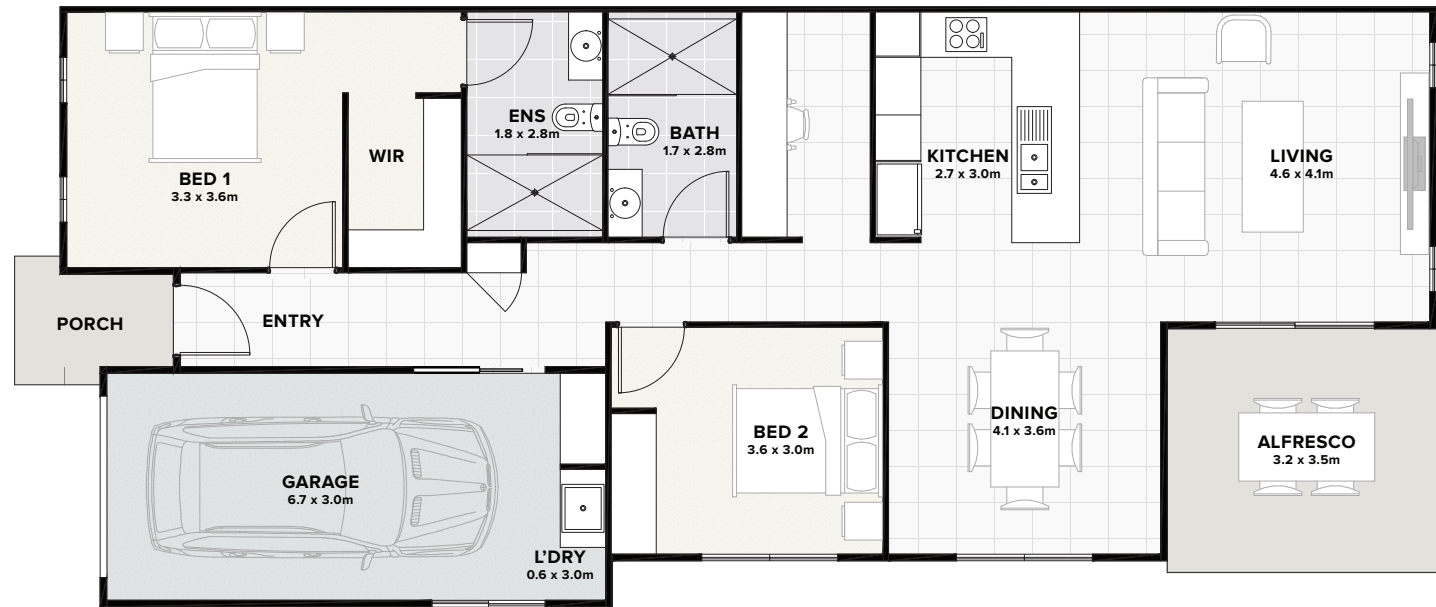 BED 1
3.3 x 3.6m
WIR
ENS
1.8 x 2.8m
BATH
1.7 x 2.8m
KITCHEN
2.7 x 3.0m
LIVING
4.6 x 4.1m
PORCH
ENTRY
GARAGE
6.7 x 3.0m
L'DRY
0.6 x 3.0m
BED 2
3.6 x 3.0m
DINING
4.1 x 3.6m
ALFRESCO
3.2 x 3.5m